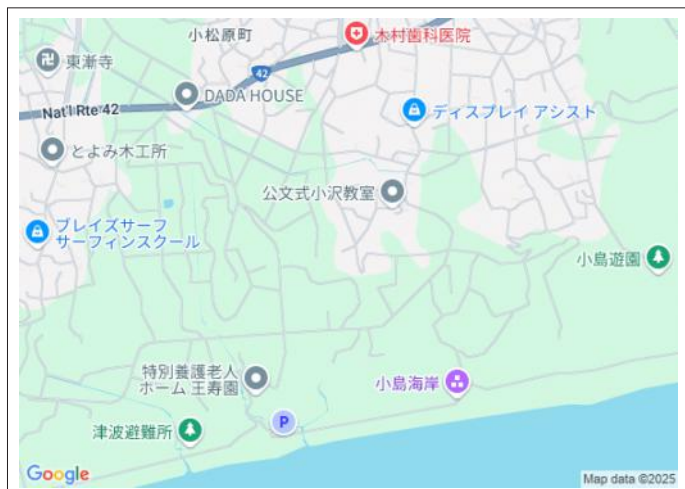 小松原町
木村歯科医院
東漸寺
42
DADA HOUSE
Nat'l Rte 42
ディスプレイ アシスト
とよみ木工所
公文式小沢教室
ブレイズサーフ
サーフィンスクール
小島遊園
特別養護老人
ホーム 王寿園
小島海岸
津波避難所
P
Google
Map data ©2025